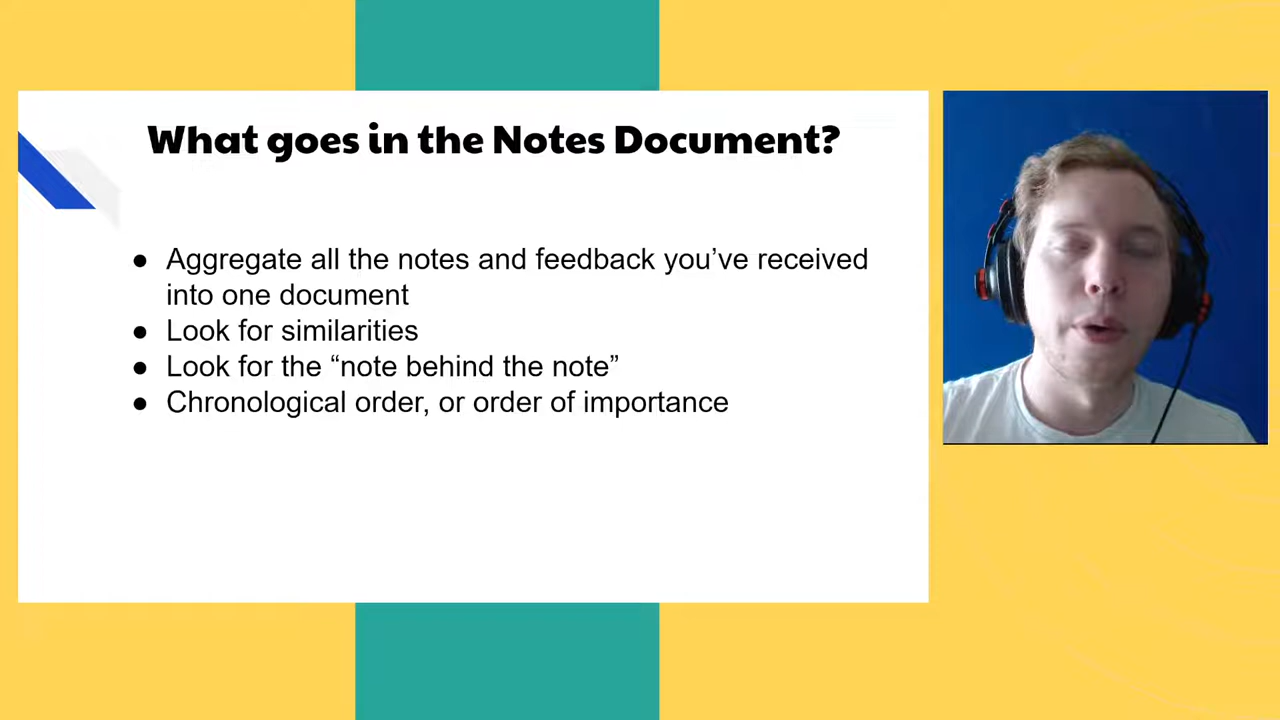 What goes in the Notes Document?
● Aggregate all the notes and feedback you’ve received
into one document
● Look for similarities
● Look for the “note behind the note”
● Chronological order, or order of importance